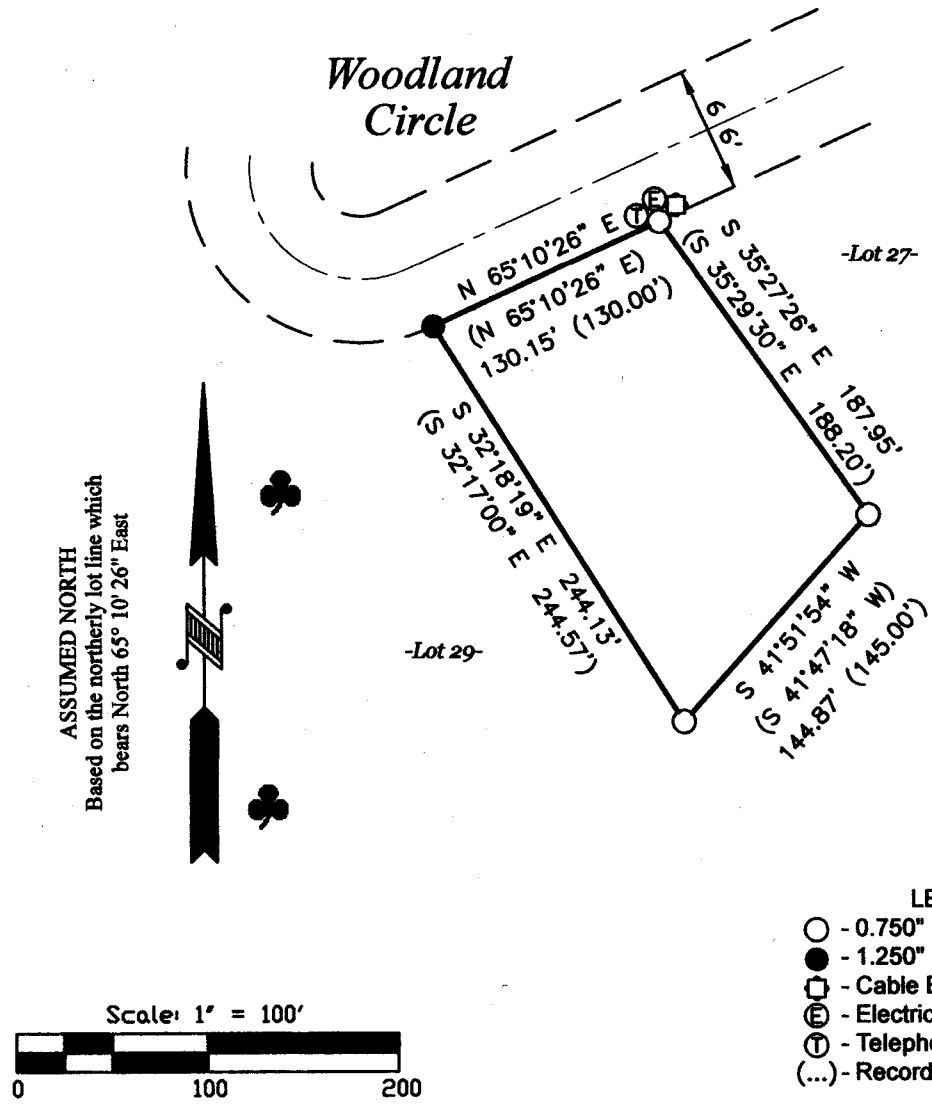 Woodland
Circle
6 6'
E
T
N 65°10'26" E
(N 65°10'26" E)
130.15' (130.00')
S 35°27'26" E 187.95'
(S 35°29'30" E 188.20')
-Lot 27-
S 32°18'19" E 244.13'
(S 32°17'00" E 244.57')
S 41°51'54" W
(S 41°47'18" W)
144.87' (145.00')
-Lot 29-
ASSUMED NORTH
Based on the northerly lot line which
bears North 65° 10' 26" East
LE
- 0.750"
- 1.250"
- Cable B
E - Electric
T - Telepho
(...) - Record
Scale: 1" = 100'
0 100 200